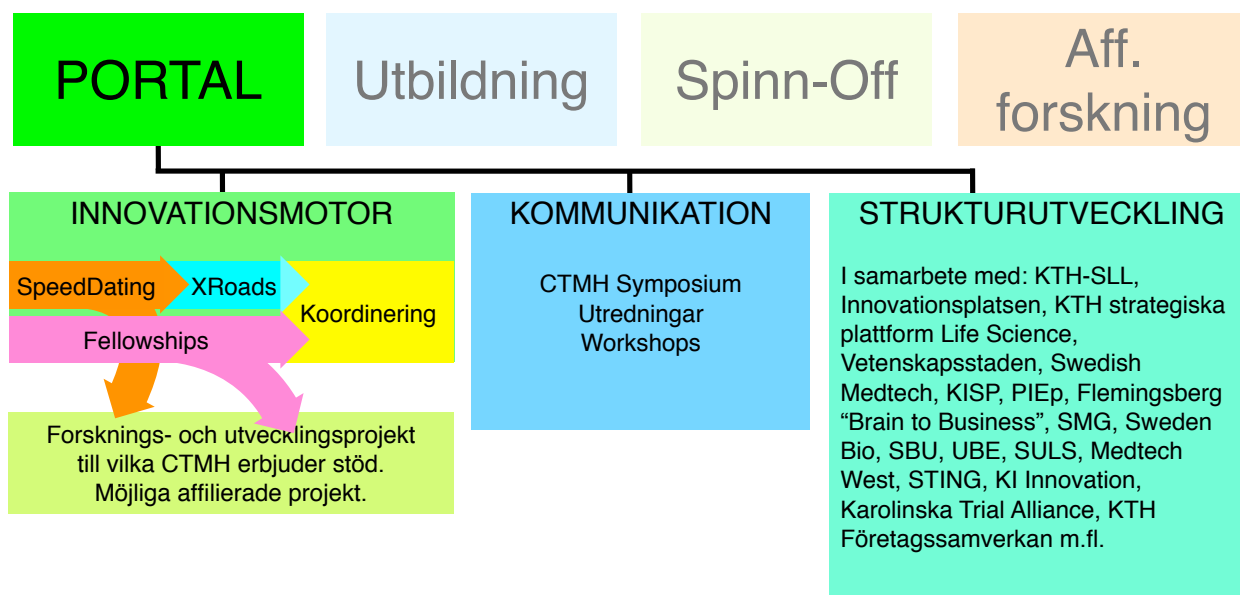 PORTAL
Utbildning
Spinn-Off
Aff.
forskning
INNOVATIONSMOTOR
SpeedDating
XRoads
Koordinering
Fellowships
Forsknings- och utvecklingsprojekt
till vilka CTMH erbjuder stöd.
Möjliga affilierade projekt.
KOMMUNIKATION
CTMH Symposium
Utredningar
Workshops
STRUKTURUTVECKLING
I samarbete med: KTH-SLL,
Innovationsplatsen, KTH strategiska
plattform Life Science,
Vetenskapsstaden, Swedish
Medtech, KISP, PIEp, Flemingsberg
“Brain to Business”, SMG, Sweden
Bio, SBU, UBE, SULS, Medtech
West, STING, KI Innovation,
Karolinska Trial Alliance, KTH
Företagssamverkan m.fl.